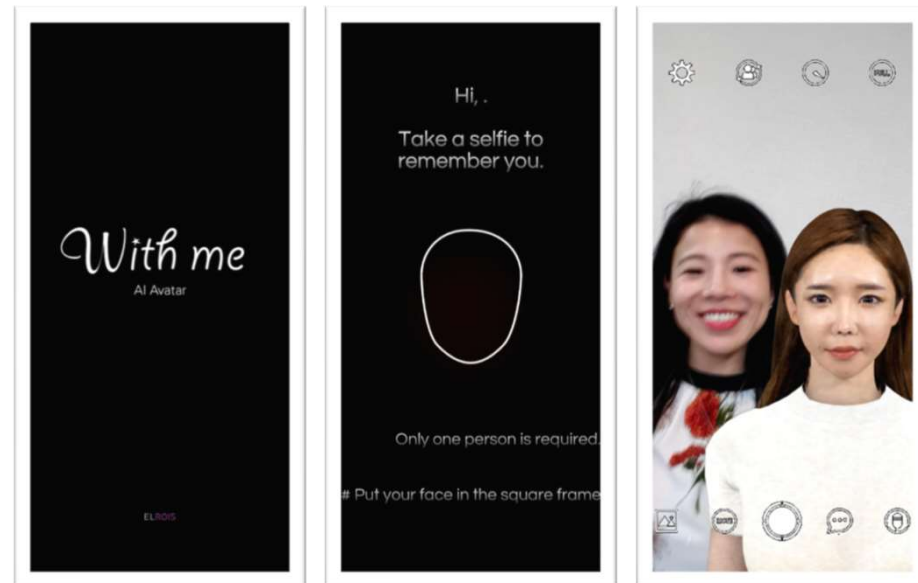 With me
AI Avatar
ELROIS
Hi, .
Take a selfie to
remember you.
Only one person is required.
# Put your face in the square frame